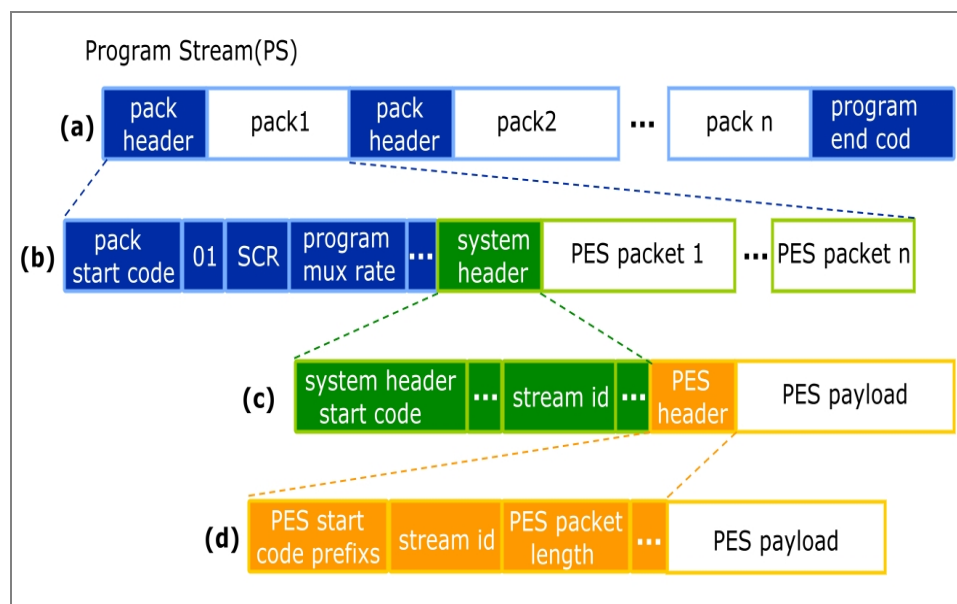 Program Stream(PS)
(a) pack header pack1 pack header pack2 ... pack n program end cod
(b) pack start code 01 SCR program mux rate ... system header PES packet 1 ... PES packet n
(c) system header start code ... stream id ... PES header PES payload
(d) PES start code prefixs stream id PES packet length ... PES payload